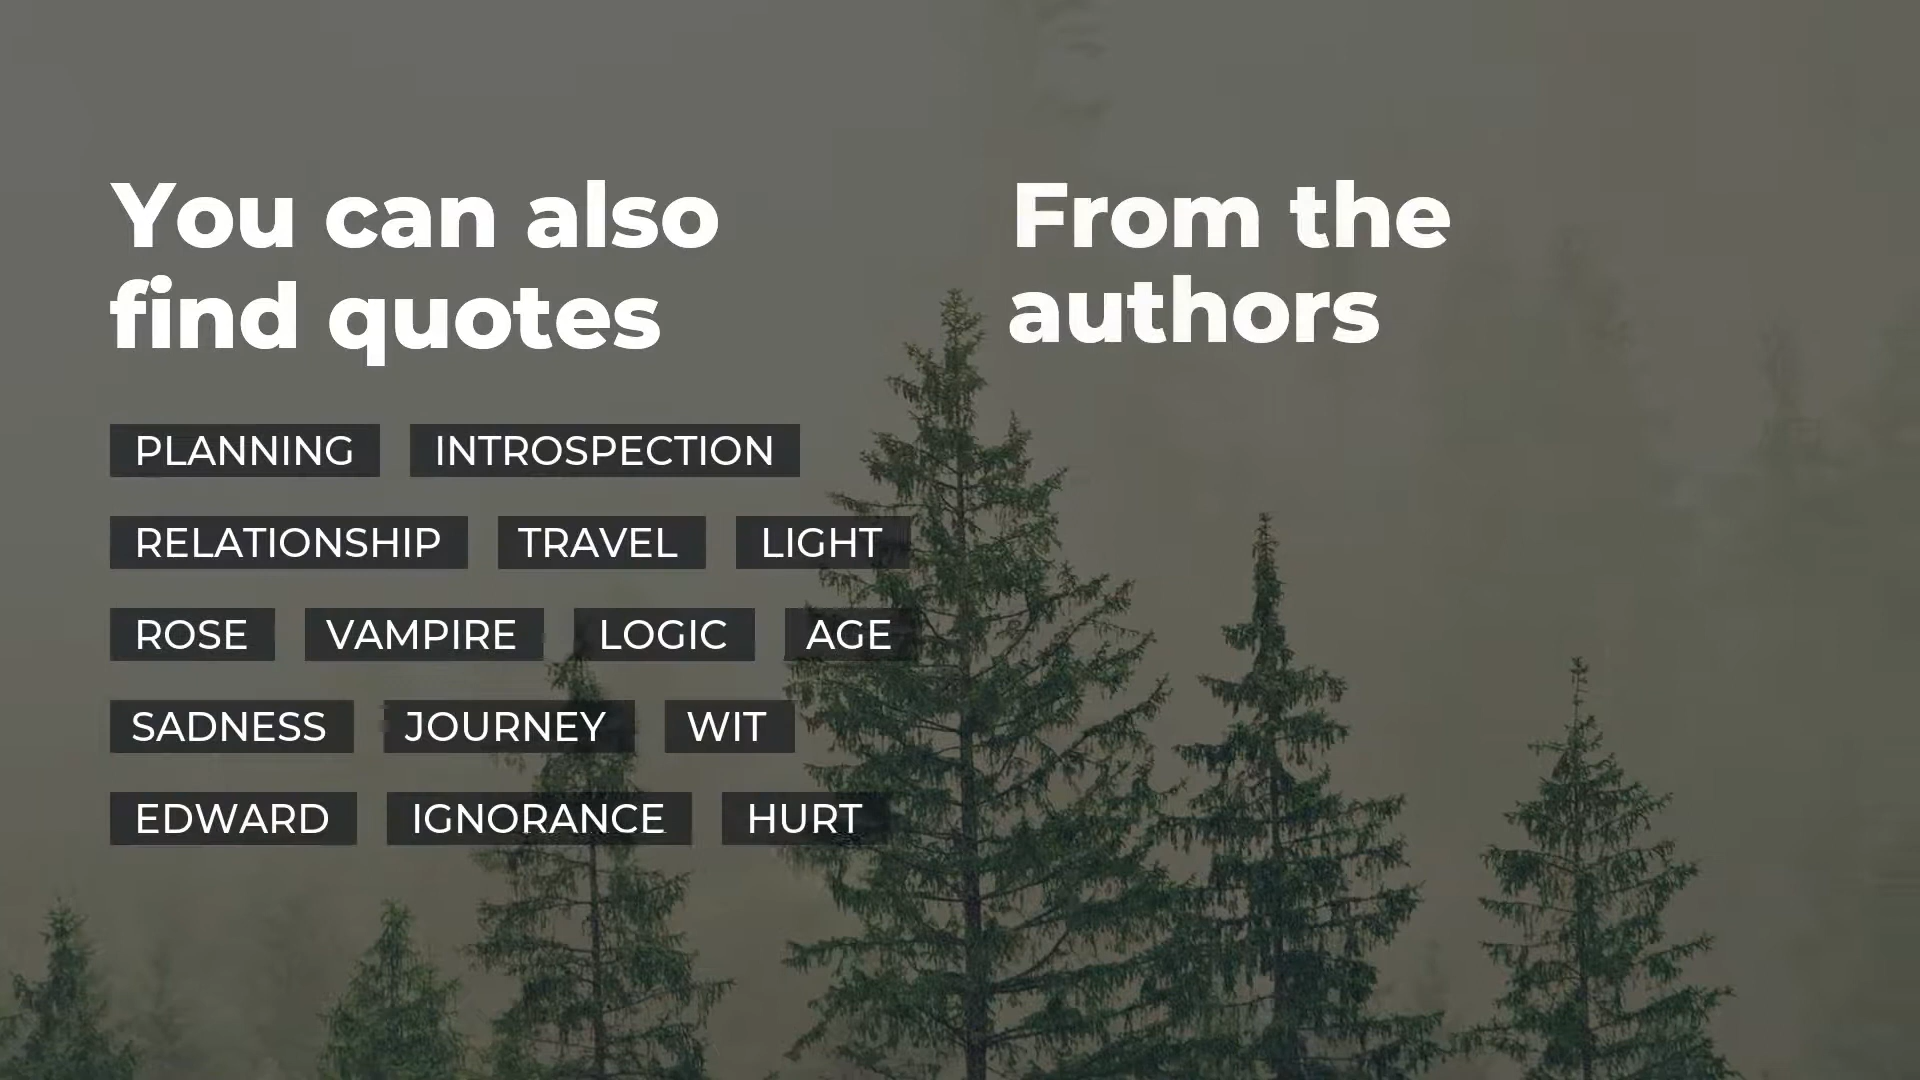 You can also
find quotes
PLANNING INTROSPECTION
RELATIONSHIP TRAVEL LIGHT
ROSE VAMPIRE LOGIC AGE
SADNESS JOURNEY WIT
EDWARD IGNORANCE HURT
From the
authors